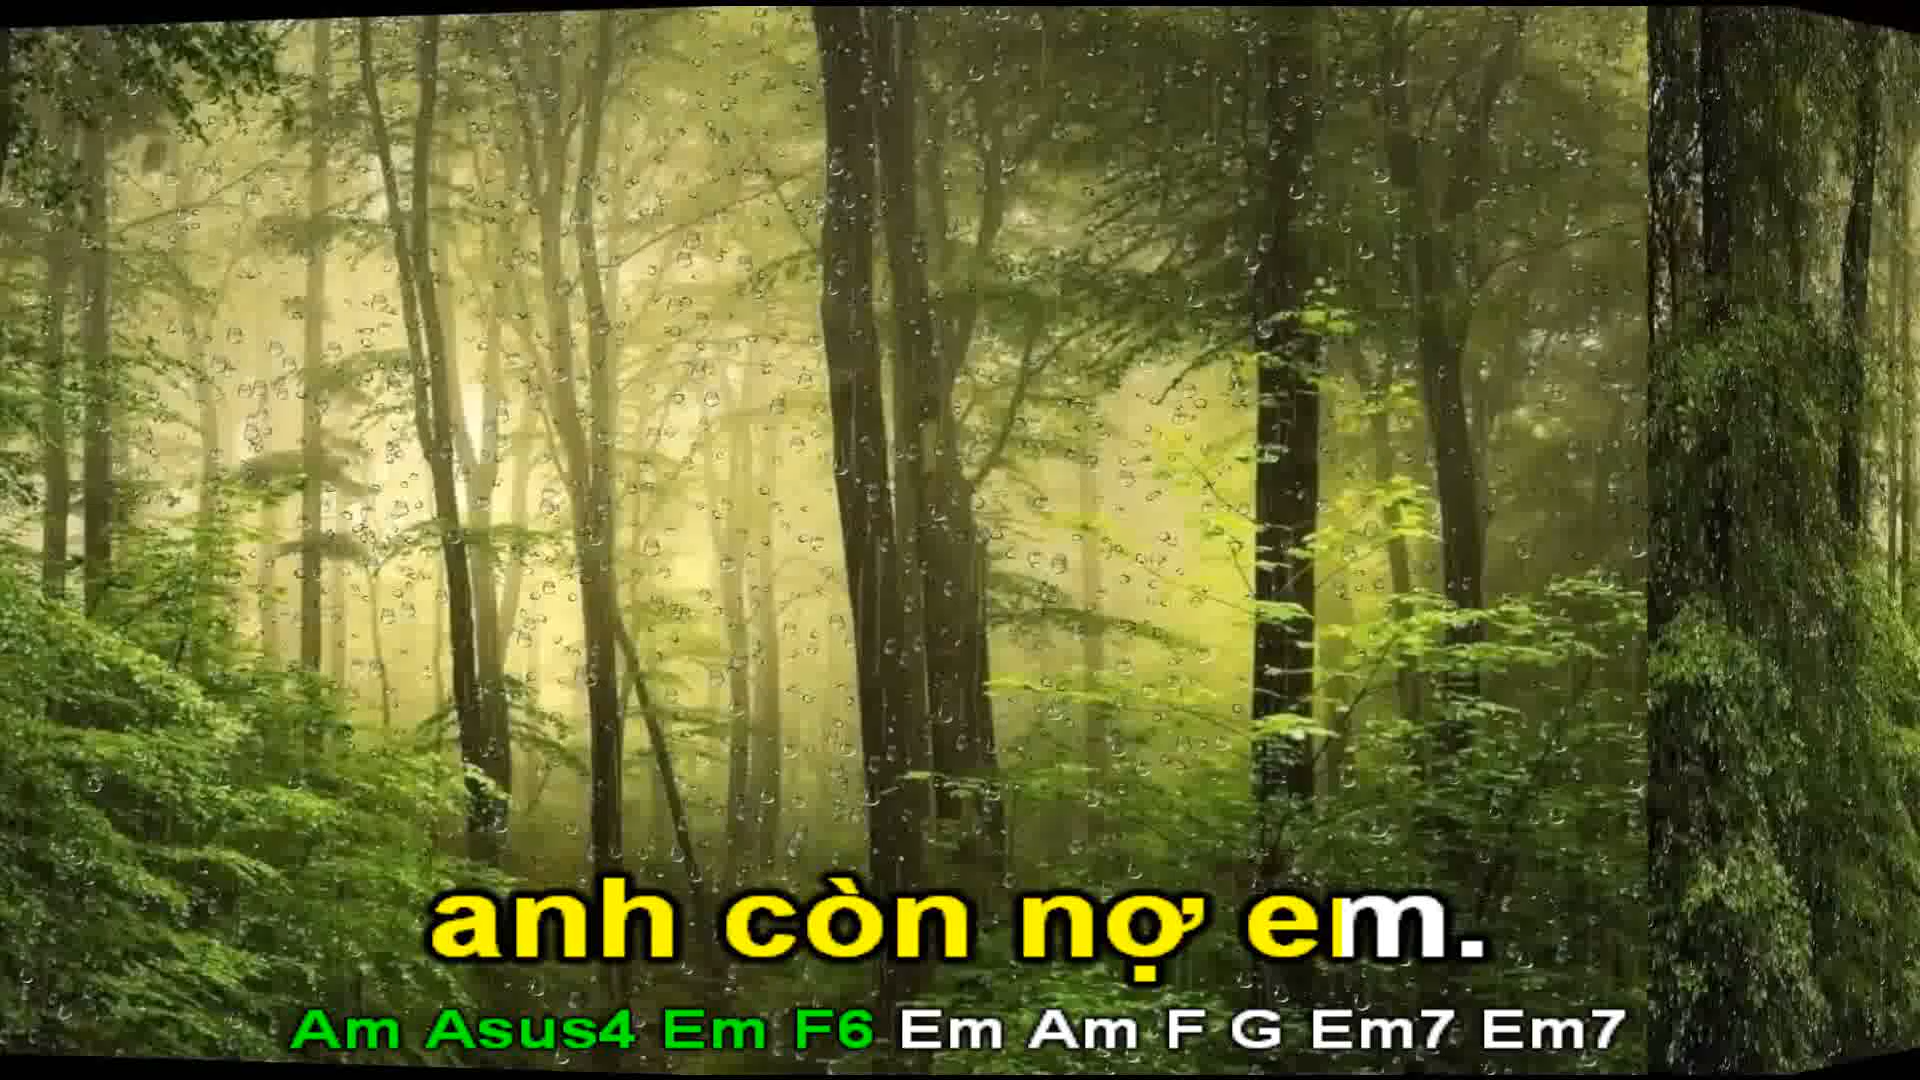 anh còn nợ em.
Am Asus4 Em F6 Em Am F G Em7 Em7